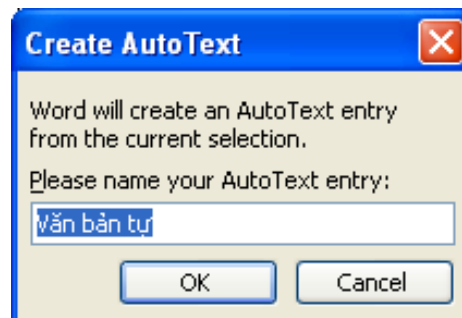 Create AutoText
Word will create an AutoText entry
from the current selection.
Please name your AutoText entry:
Văn bản tự
OK
Cancel